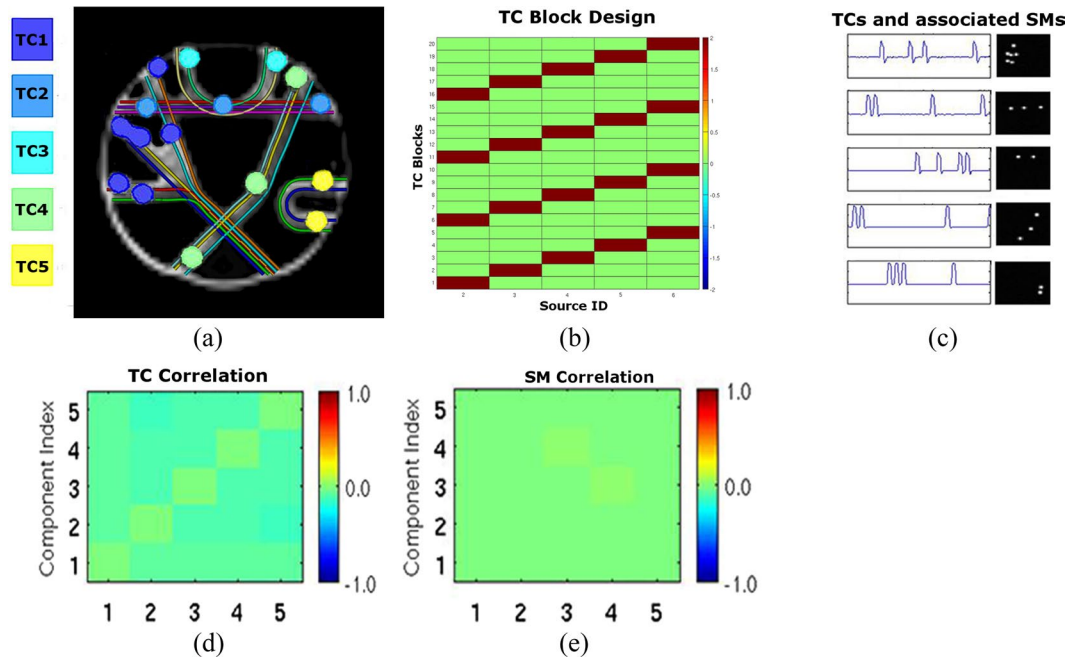 TC1
TC2
TC3
TC4
TC5
(a)
TC Block Design
TC Blocks
20
19
18
17
16
15
14
13
12
11
10
9
8
7
6
5
4
3
2
1
2 3 4 5 6
Source ID
2
1.5
1
0.5
0
-0.5
-1
-1.5
-2
(b)
TCs and associated SMs
(c)
TC Correlation
Component Index
5
4
3
2
1
1 2 3 4 5
1.0
0.0
-1.0
(d)
SM Correlation
Component Index
5
4
3
2
1
1 2 3 4 5
1.0
0.0
-1.0
(e)